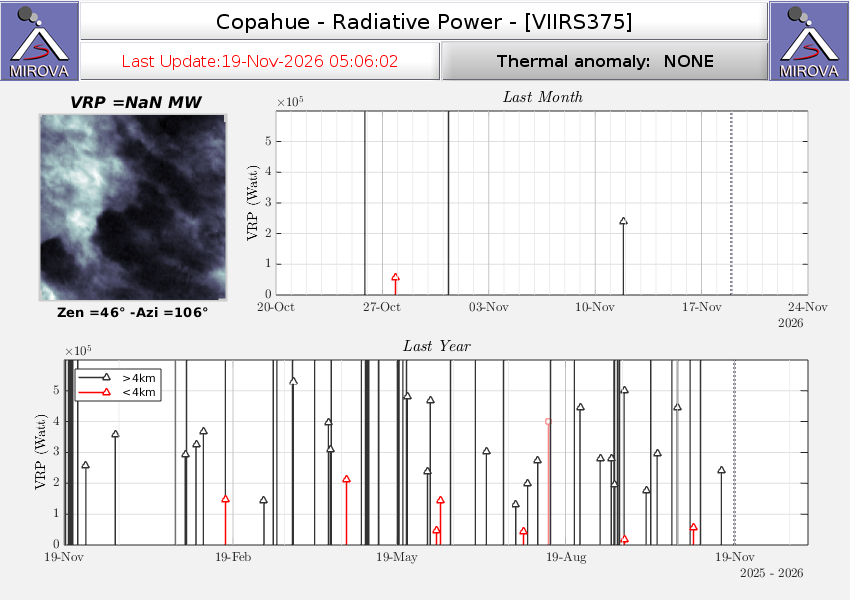 Copahue - Radiative Power - [VIIRS375]
MIROVA
Last Update:19-Nov-2026 05:06:02
Thermal anomaly: NONE
MIROVA
VRP =NaN MW
Zen =46° -Azi =106°
Last Month
×10⁵
VRP (Watt)
5
4
3
2
1
0
20-Oct
27-Oct
03-Nov
10-Nov
17-Nov
24-Nov
2026
Last Year
×10⁵
VRP (Watt)
>4km
<4km
5
4
3
2
1
0
19-Nov
19-Feb
19-May
19-Aug
19-Nov
2025 - 2026